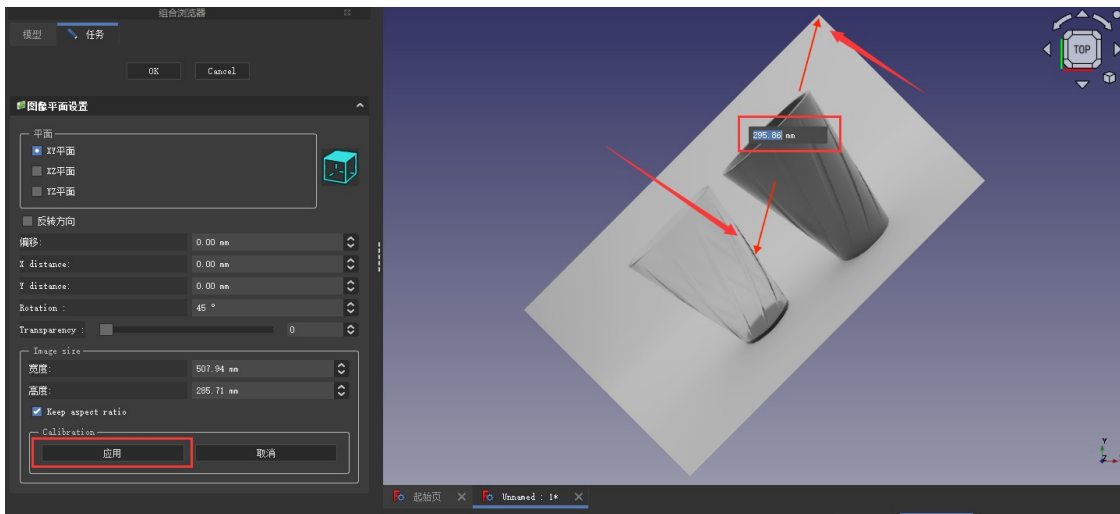 组合浏览器
模型
任务
OK
Cancel
图像平面设置
平面
XY平面
XZ平面
YZ平面
反转方向
偏移:
0.00 mm
X distance:
0.00 mm
Y distance:
0.00 mm
Rotation :
45 °
Transparency :
0
Image size
宽度:
507.94 mm
高度:
285.71 mm
Keep aspect ratio
Calibration
应用
取消
295.86 mm
TOP
Y
Z
起始页
Unnamed : 1*